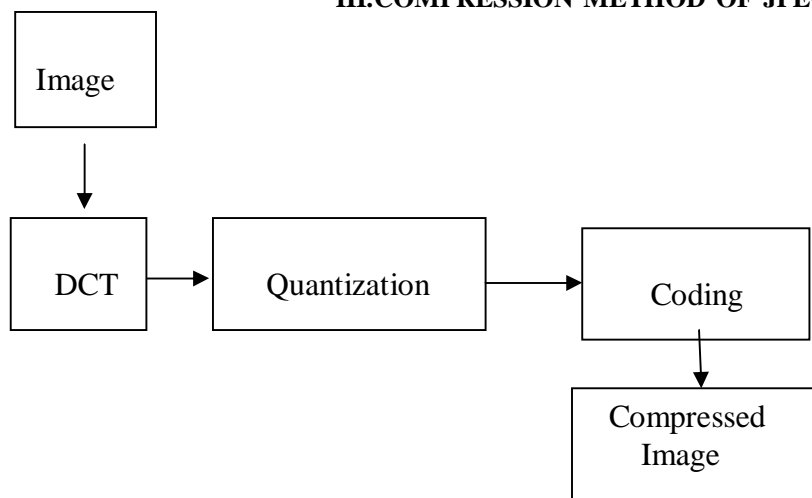 III.COMPRESSION METHOD OF
Image
DCT
Quantization
Coding
Compressed
Image